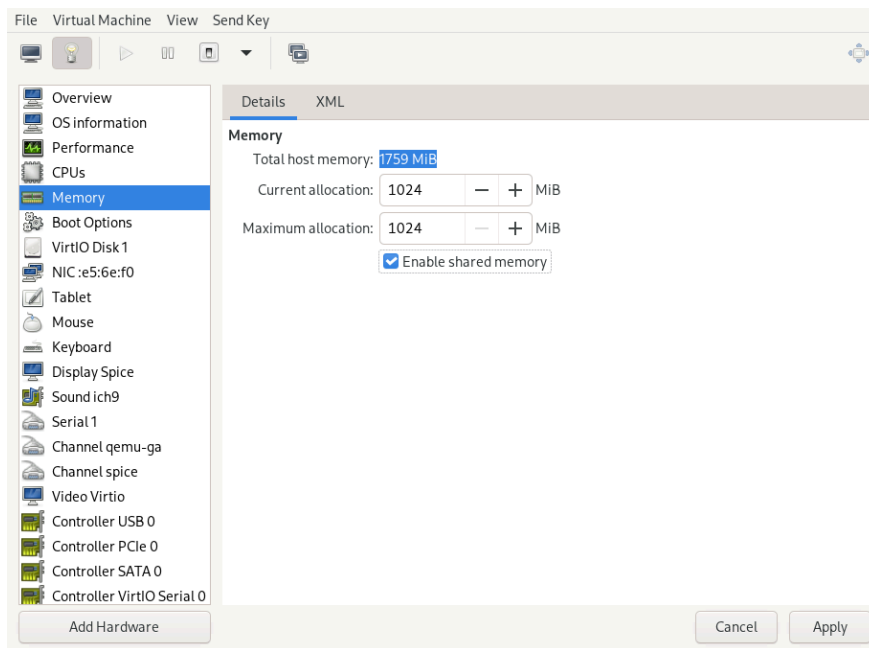 File Virtual Machine View Send Key
Overview
OS information
Performance
CPUs
Memory
Boot Options
VirtIO Disk 1
NIC :e5:6e:f0
Tablet
Mouse
Keyboard
Display Spice
Sound ich9
Serial 1
Channel qemu-ga
Channel spice
Video Virtio
Controller USB 0
Controller PCIe 0
Controller SATA 0
Controller VirtIO Serial 0
Add Hardware
Details XML
Memory
Total host memory: 1759 MiB
Current allocation: 1024 — + MiB
Maximum allocation: 1024 — + MiB
Enable shared memory
Cancel Apply